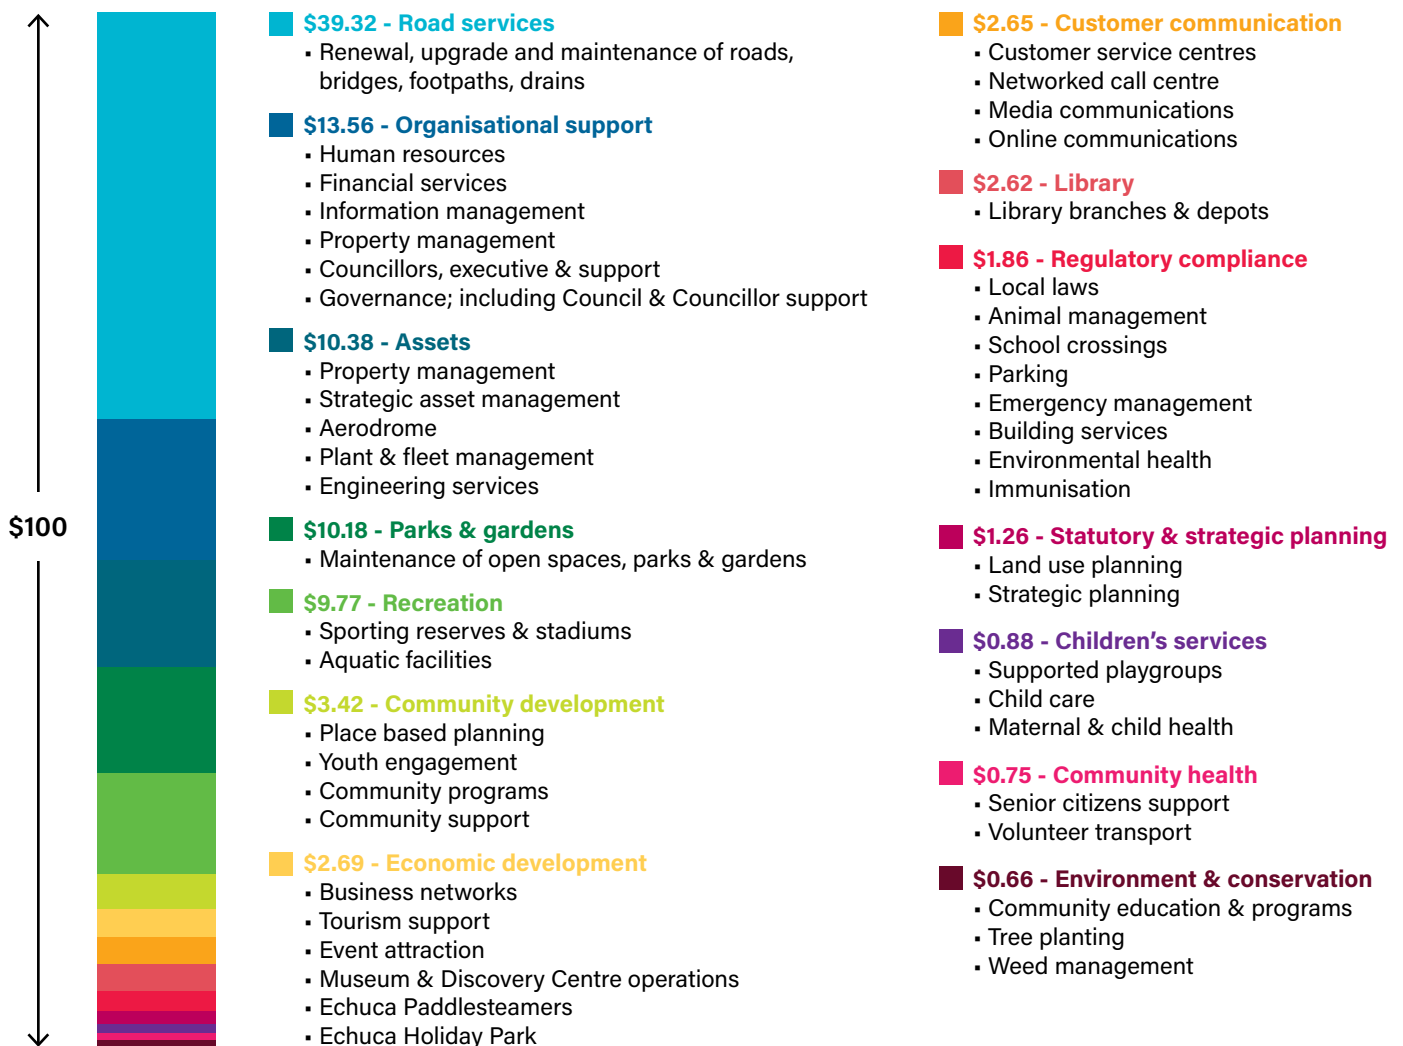 $100
$39.32 - Road services
▪ Renewal, upgrade and maintenance of roads,
bridges, footpaths, drains
$13.56 - Organisational support
▪ Human resources
▪ Financial services
▪ Information management
▪ Property management
▪ Councillors, executive & support
▪ Governance; including Council & Councillor support
$10.38 - Assets
▪ Property management
▪ Strategic asset management
▪ Aerodrome
▪ Plant & fleet management
▪ Engineering services
$10.18 - Parks & gardens
▪ Maintenance of open spaces, parks & gardens
$9.77 - Recreation
▪ Sporting reserves & stadiums
▪ Aquatic facilities
$3.42 - Community development
▪ Place based planning
▪ Youth engagement
▪ Community programs
▪ Community support
$2.69 - Economic development
▪ Business networks
▪ Tourism support
▪ Event attraction
▪ Museum & Discovery Centre operations
▪ Echuca Paddlesteamers
▪ Echuca Holiday Park
$2.65 - Customer communication
▪ Customer service centres
▪ Networked call centre
▪ Media communications
▪ Online communications
$2.62 - Library
▪ Library branches & depots
$1.86 - Regulatory compliance
▪ Local laws
▪ Animal management
▪ School crossings
▪ Parking
▪ Emergency management
▪ Building services
▪ Environmental health
▪ Immunisation
$1.26 - Statutory & strategic planning
▪ Land use planning
▪ Strategic planning
$0.88 - Children’s services
▪ Supported playgroups
▪ Child care
▪ Maternal & child health
$0.75 - Community health
▪ Senior citizens support
▪ Volunteer transport
$0.66 - Environment & conservation
▪ Community education & programs
▪ Tree planting
▪ Weed management